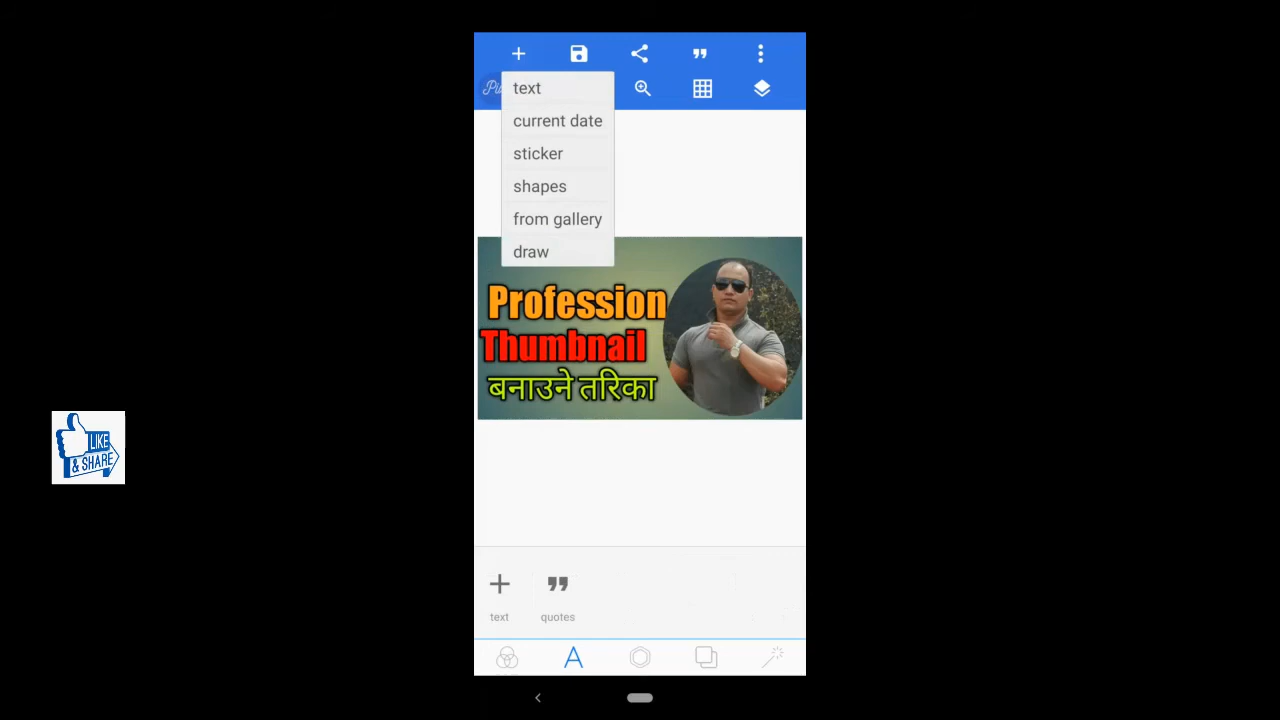 text
current date
sticker
shapes
from gallery
draw
Profession
Thumbnail
बनाउने तरिका
LIKE
& SHARE
text
quotes